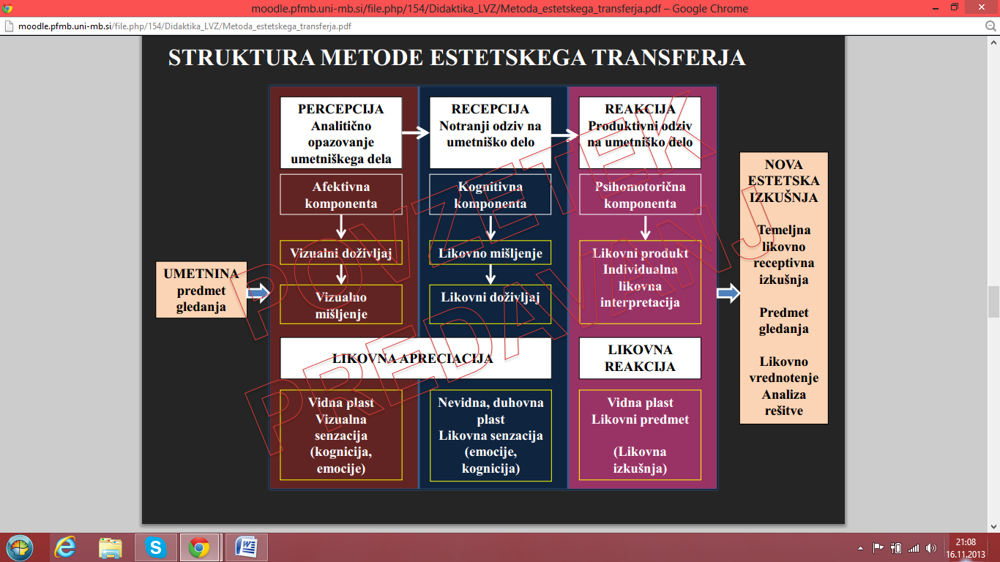 moodle.pfmb.uni-mb.si/file.php/154/Didaktika_LVZ/Metoda_estetskega_transferja.pdf – Google Chrome
moodle.pfmb.uni-mb.si/file.php/154/Didaktika_LVZ/Metoda_estetskega_transferja.pdf
STRUKTURA METODE ESTETSKEGA TRANSFERJA
UMETNINA
predmet
gledanja
PERCEPCIJA
Analitično
opazovanje
umetniškega dela
Afektivna
komponenta
Vizualni doživljaj
Vizualno
mišljenje
RECEPCIJA
Notranji odziv na
umetniško delo
Kognitivna
komponenta
Likovno mišljenje
Likovni doživljaj
REAKCIJA
Produktivni odziv
na umetniško delo
Psihomotorična
komponenta
Likovni produkt
Individualna
likovna
interpretacija
LIKOVNA APRECIACIJA
LIKOVNA
REAKCIJA
Vidna plast
Vizualna
senzacija
(kognicija,
emocije)
Nevidna, duhovna
plast
Likovna senzacija
(emocije,
kognicija)
Vidna plast
Likovni predmet
(Likovna
izkušnja)
NOVA
ESTETSKA
IZKUŠNJA
Temeljna
likovno
receptivna
izkušnja
Predmet
gledanja
Likovno
vrednotenje
Analiza
rešitve
POVZETEK
PREDAVANJ
21:08
16.11.2013